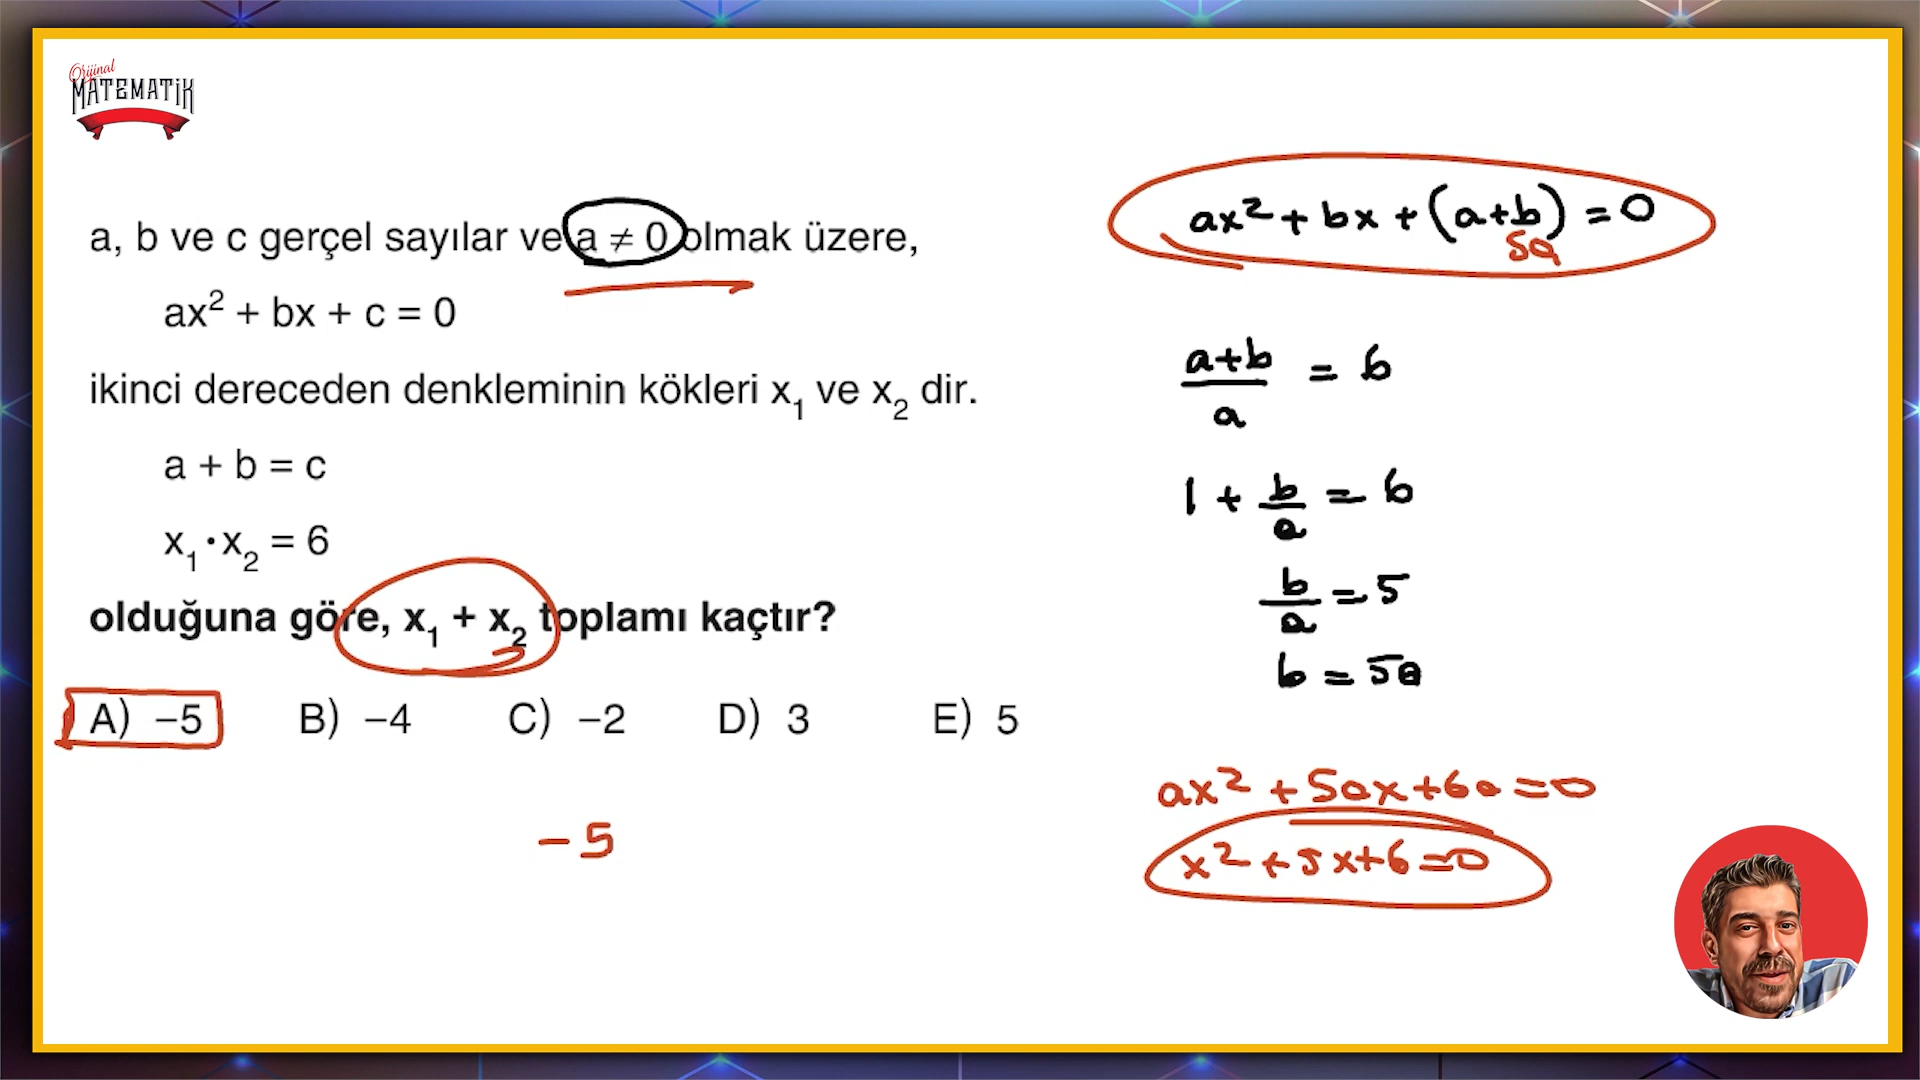 Orijinal
MATEMATİK
a, b ve c gerçel sayılar ve a ≠ 0 olmak üzere,
ax² + bx + c = 0
ikinci dereceden denkleminin kökleri x₁ ve x₂ dir.
a + b = c
x₁·x₂ = 6
olduğuna göre, x₁ + x₂ toplamı kaçtır?
A) −5 B) −4 C) −2 D) 3 E) 5
−5
ax² + bx + (a+b) = 0
5a
a+b
―
a
= 6
1 + b/a = 6
b/a = 5
b = 5a
ax² + 5ax + 6a = 0
x² + 5x + 6 = 0